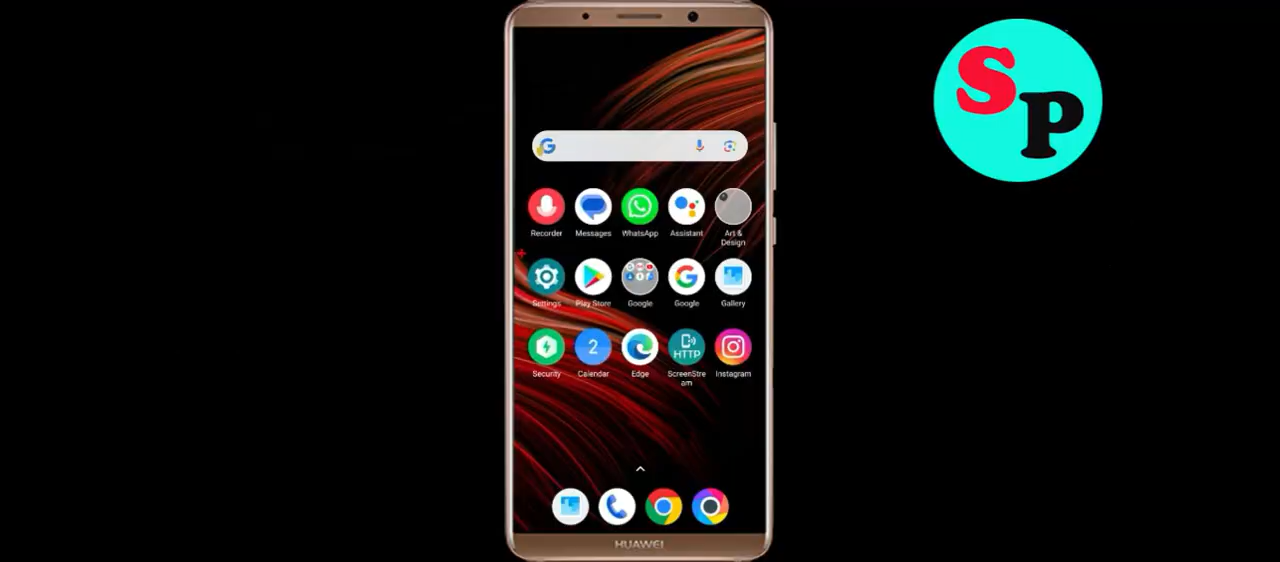 SP
Recorder Messages WhatsApp Assistant Art & Design
Settings Play Store Google Google Gallery
2
HTTP
Security Calendar Edge ScreenStre am Instagram
HUAWEI